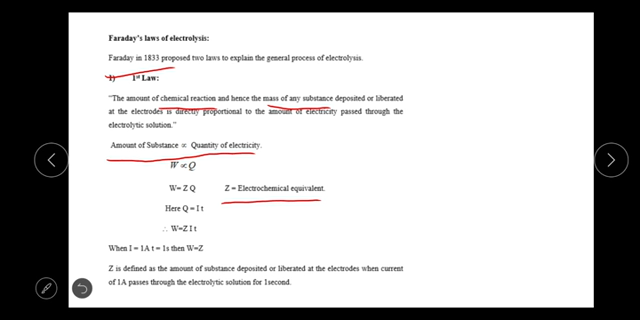 Faraday's laws of electrolysis:
Faraday in 1833 proposed two laws to explain the general process of electrolysis.
1) 1st Law:
"The amount of chemical reaction and hence the mass of any substance deposited or liberated
at the electrodes is directly proportional to the amount of electricity passed through the
electrolytic solution."
Amount of Substance ∝ Quantity of electricity.
W ∝ Q
W= Z Q Z = Electrochemical equivalent.
Here Q = I t
∴ W=Z I t
When I = 1A t = 1s then W=Z
Z is defined as the amount of substance deposited or liberated at the electrodes when current
of 1A passes through the electrolytic solution for 1second.